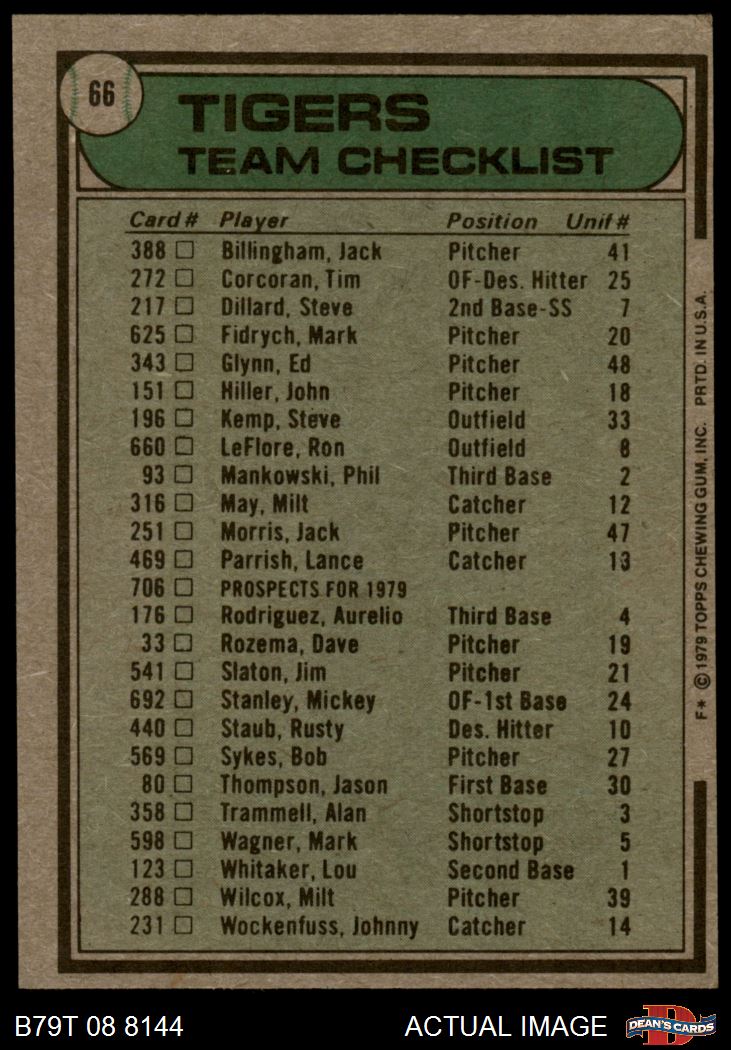 66
TIGERS
TEAM CHECKLIST
Card # Player Position Unif #
388 □ Billingham, Jack Pitcher 41
272 □ Corcoran, Tim OF-Des. Hitter 25
217 □ Dillard, Steve 2nd Base-SS 7
625 □ Fidrych, Mark Pitcher 20
343 □ Glynn, Ed Pitcher 48
151 □ Hiller, John Pitcher 18
196 □ Kemp, Steve Outfield 33
660 □ LeFlore, Ron Outfield 8
93 □ Mankowski, Phil Third Base 2
316 □ May, Milt Catcher 12
251 □ Morris, Jack Pitcher 47
469 □ Parrish, Lance Catcher 13
706 □ PROSPECTS FOR 1979
176 □ Rodriguez, Aurelio Third Base 4
33 □ Rozema, Dave Pitcher 19
541 □ Slaton, Jim Pitcher 21
692 □ Stanley, Mickey OF-1st Base 24
440 □ Staub, Rusty Des. Hitter 10
569 □ Sykes, Bob Pitcher 27
80 □ Thompson, Jason First Base 30
358 □ Trammell, Alan Shortstop 3
598 □ Wagner, Mark Shortstop 5
123 □ Whitaker, Lou Second Base 1
288 □ Wilcox, Milt Pitcher 39
231 □ Wockenfuss, Johnny Catcher 14
F* © 1979 TOPPS CHEWING GUM, INC. PRTD. IN U.S.A.
B79T 08 8144 ACTUAL IMAGE
DEAN'S CARDS